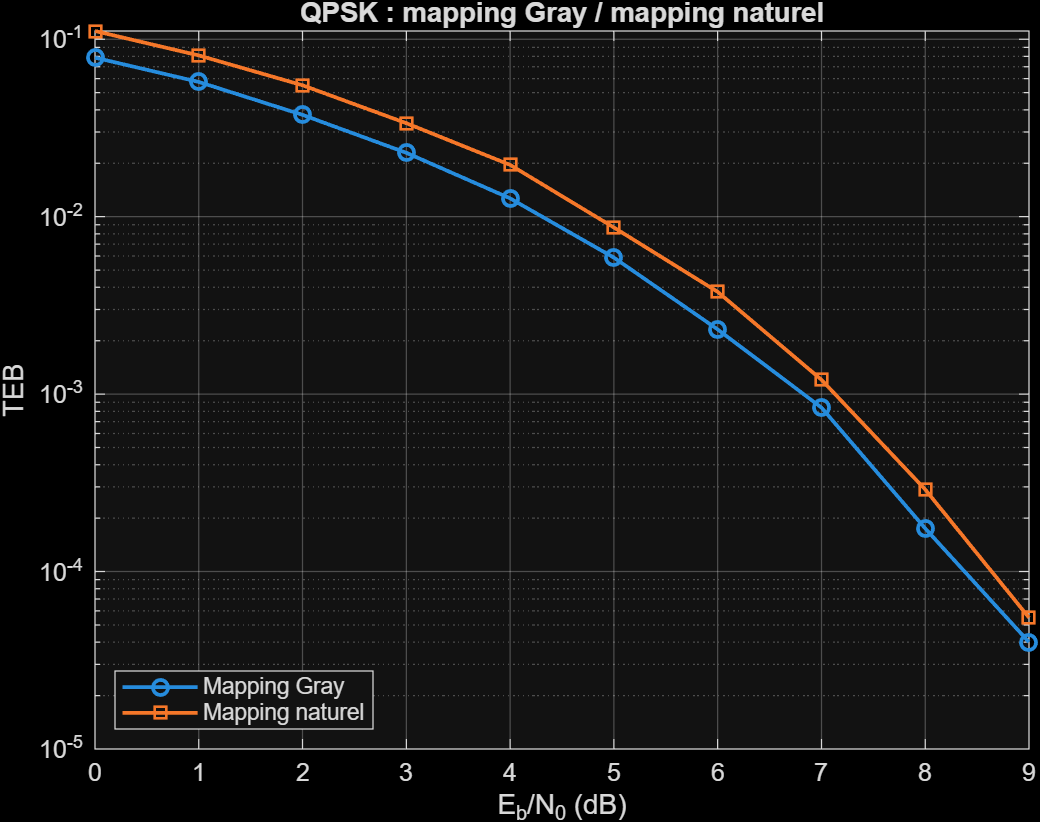 QPSK : mapping Gray / mapping naturel
10⁻¹
10⁻²
10⁻³
10⁻⁴
10⁻⁵
TEB
Mapping Gray
Mapping naturel
0 1 2 3 4 5 6 7 8 9
E_b/N_0 (dB)